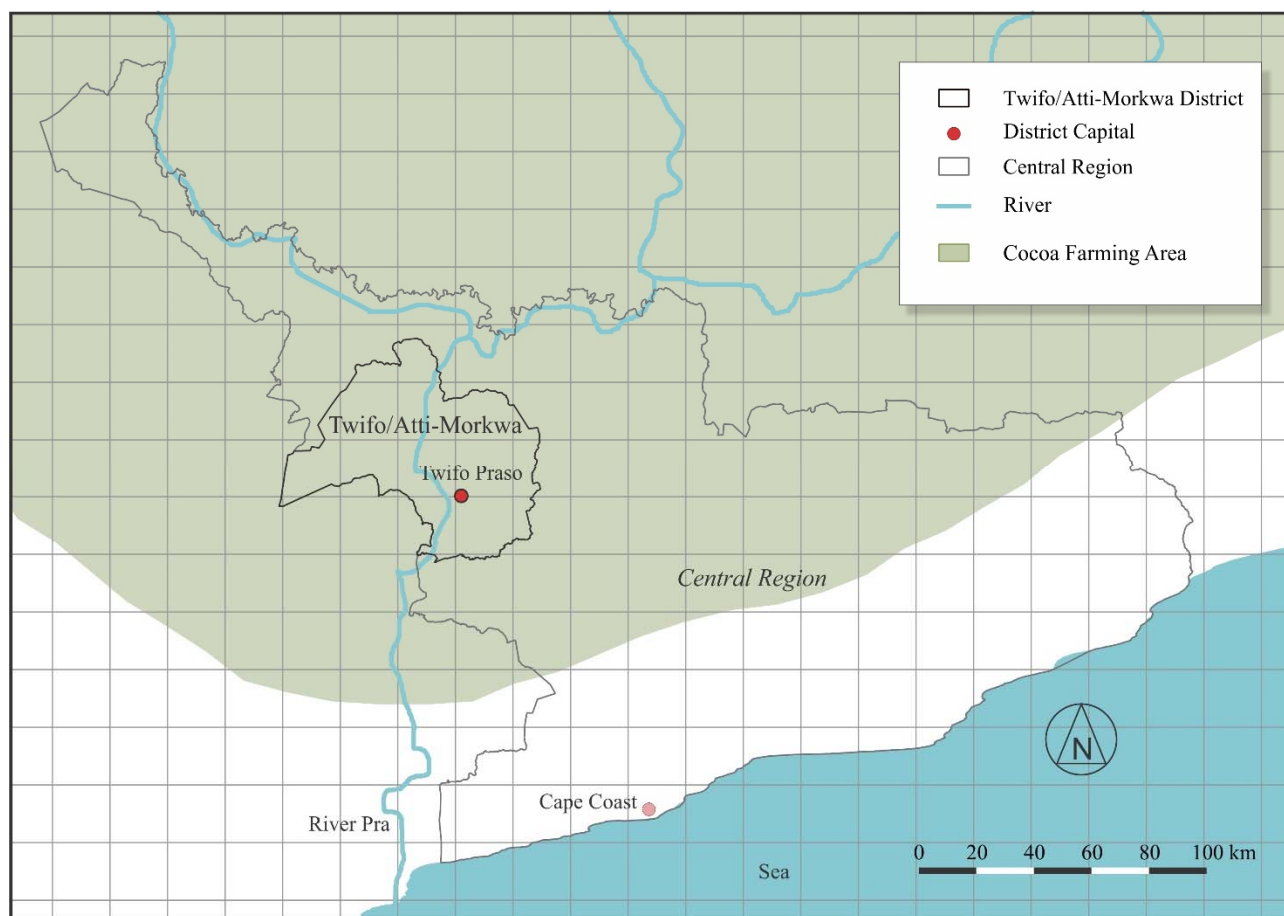 Twifo/Atti-Morkwa District
District Capital
Central Region
River
Cocoa Farming Area
Twifo/Atti-Morkwa
Twifo Praso
Central Region
N
Cape Coast
River Pra
Sea
0 20 40 60 80 100 km